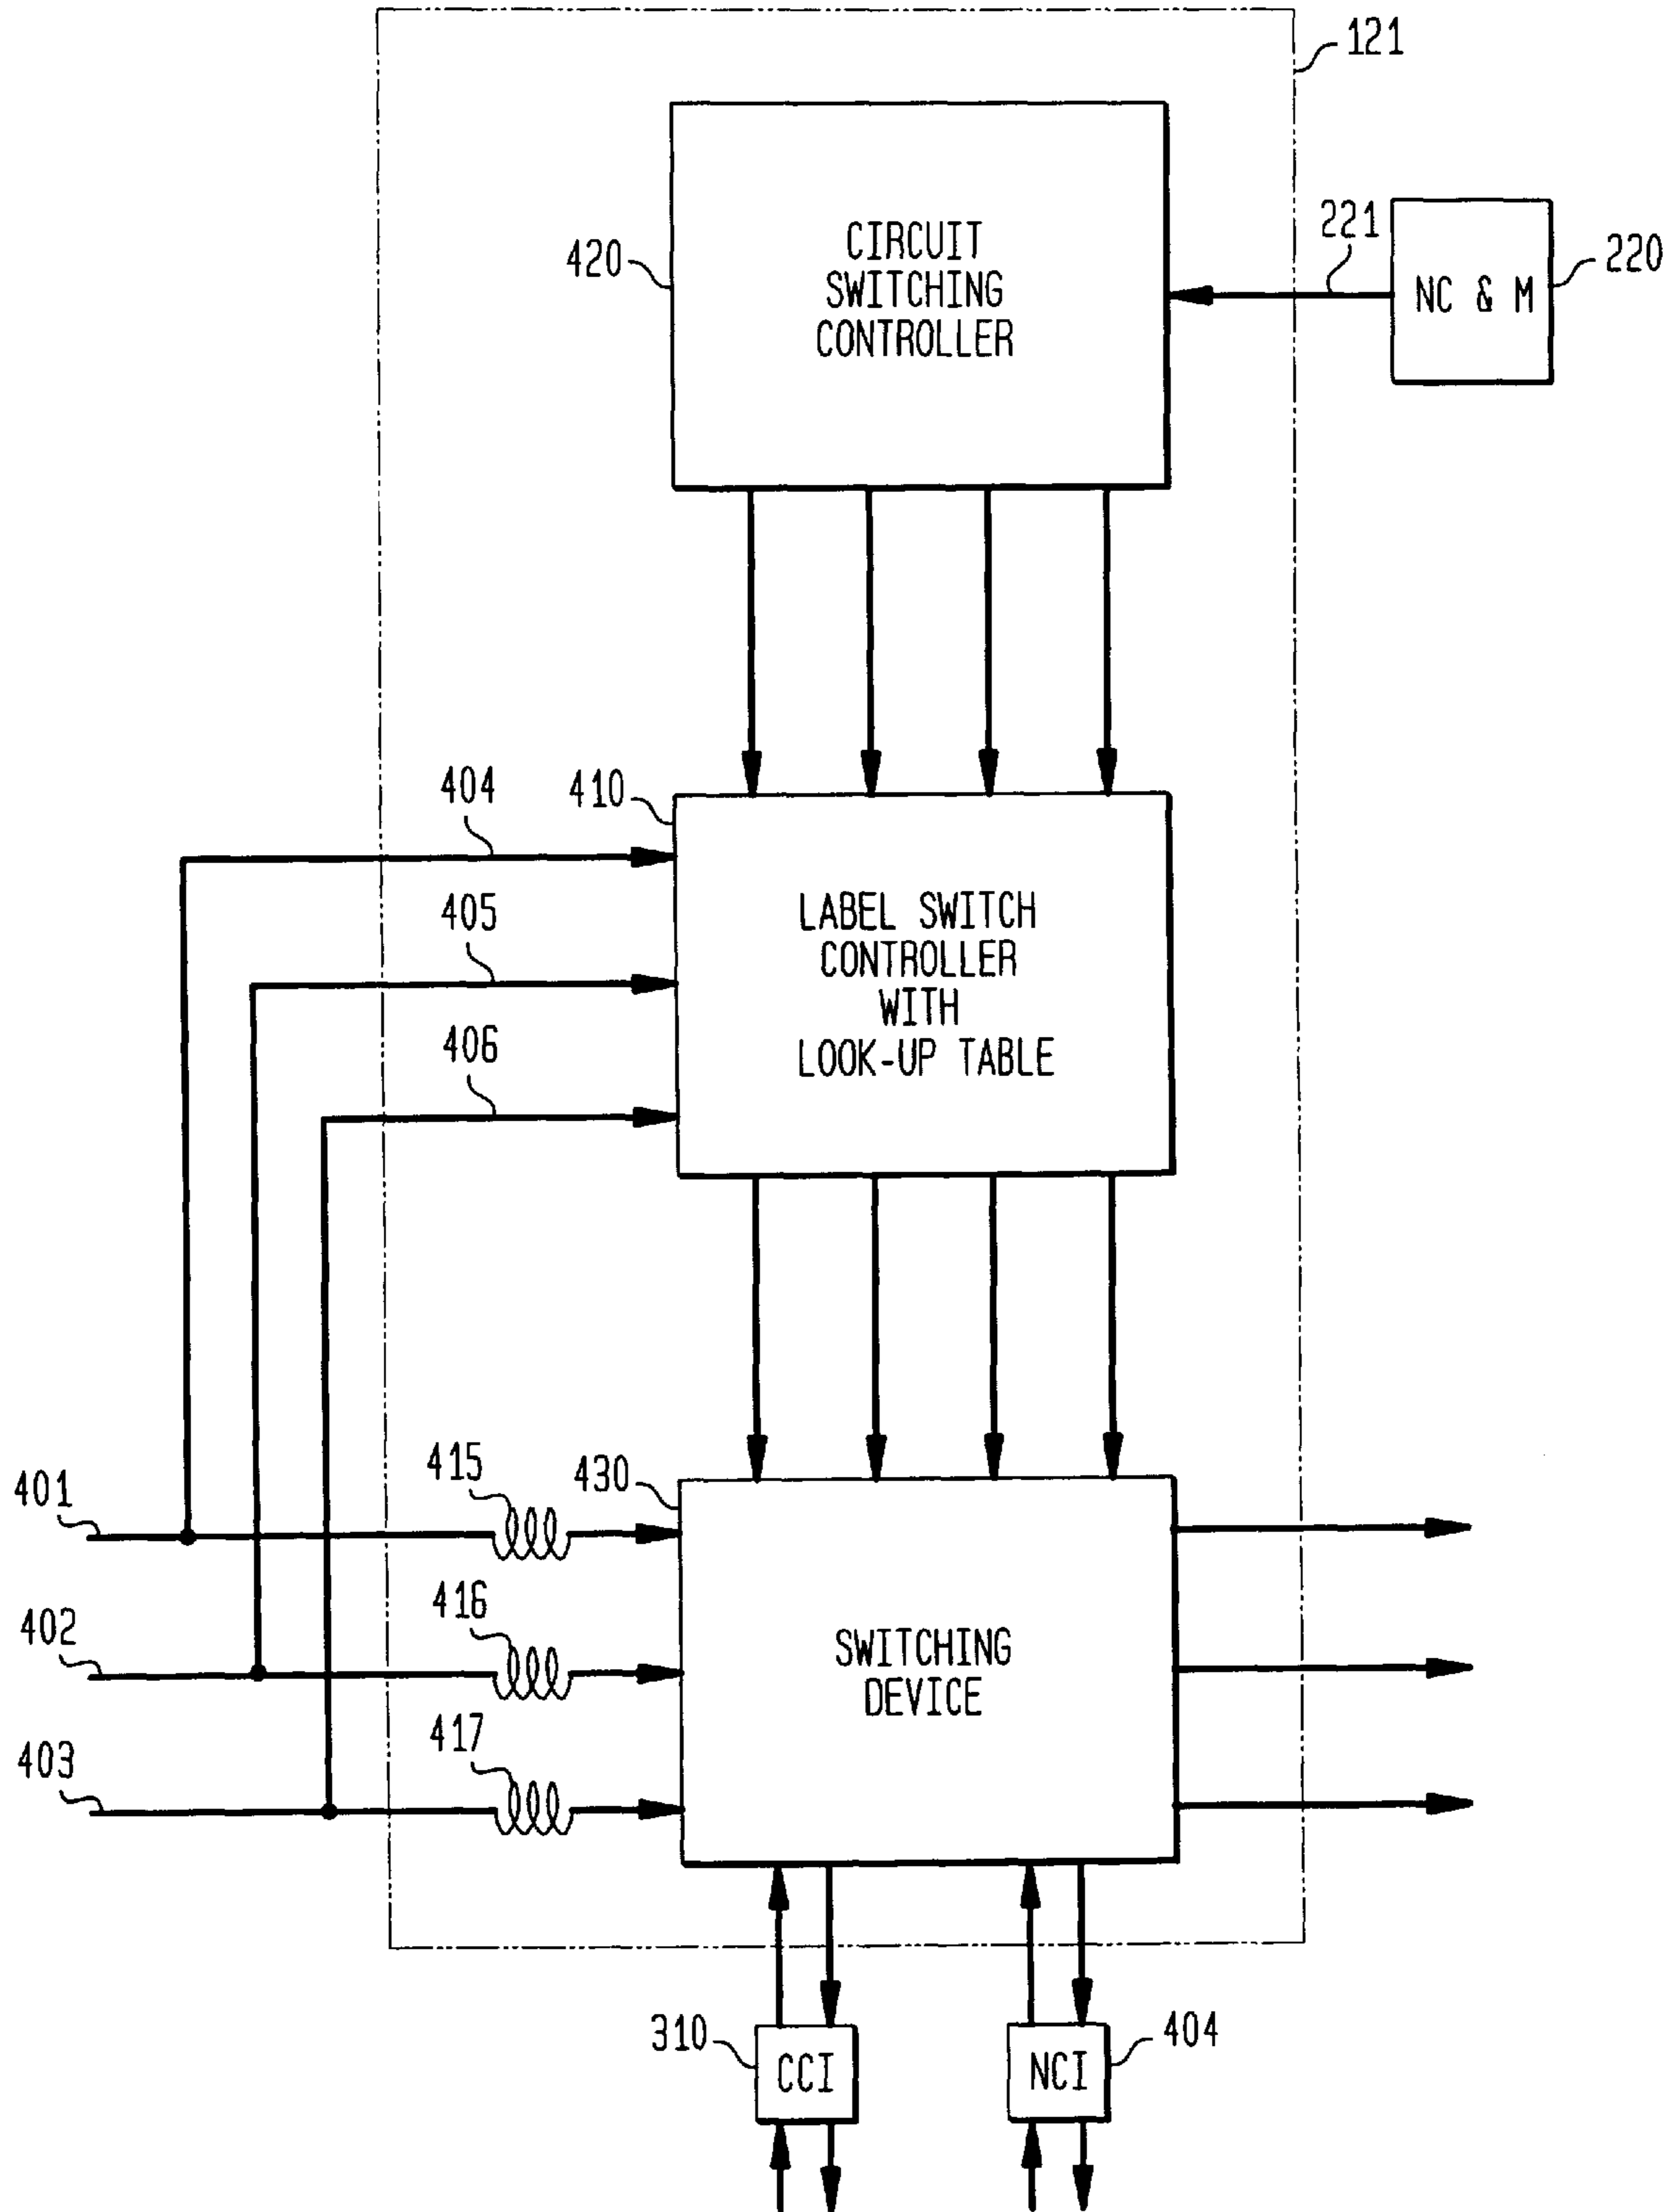 121
CIRCUIT
SWITCHING
CONTROLLER
420
221
NC & M
220
404
410
405
LABEL SWITCH
CONTROLLER
WITH
LOOK-UP TABLE
406
415
430
401
416
402
SWITCHING
DEVICE
417
403
310
CCI
NCI
404